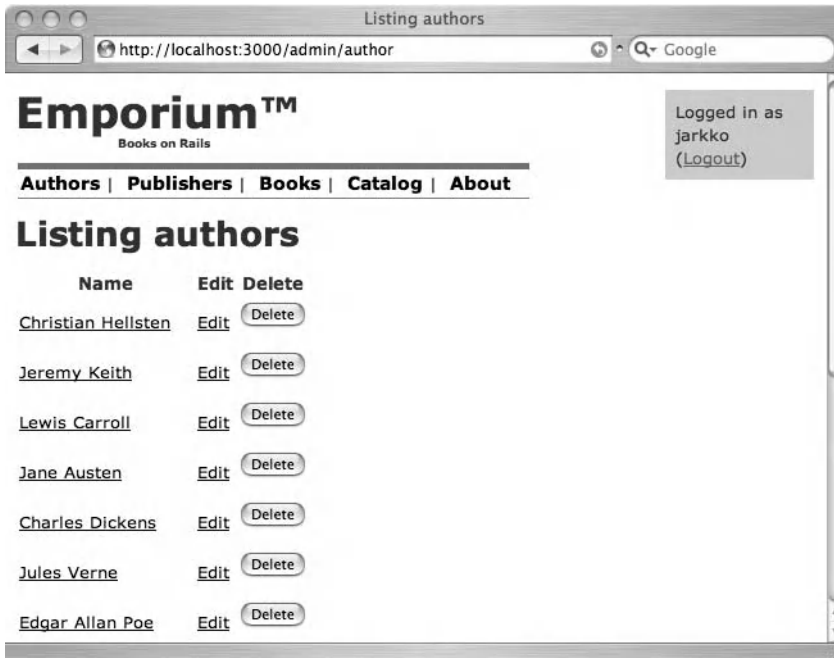 Listing authors
http://localhost:3000/admin/author
Google
Emporium™
Books on Rails
Logged in as
jarkko
(Logout)
Authors | Publishers | Books | Catalog | About
Listing authors
Name Edit Delete
Christian Hellsten Edit Delete
Jeremy Keith Edit Delete
Lewis Carroll Edit Delete
Jane Austen Edit Delete
Charles Dickens Edit Delete
Jules Verne Edit Delete
Edgar Allan Poe Edit Delete